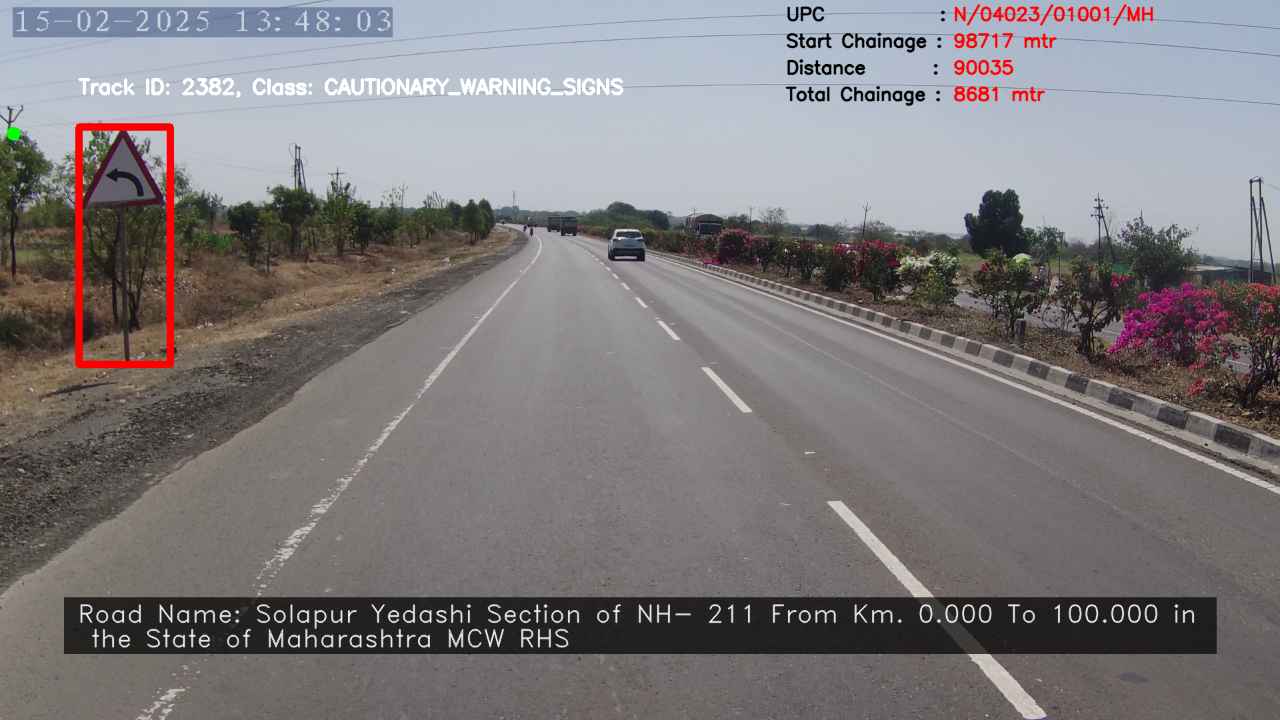 15-02-2025 13:48:03
UPC : N/04023/01001/MH
Start Chainage : 98717 mtr
Distance : 90035
Total Chainage : 8681 mtr
Track ID: 2382, Class: CAUTIONARY_WARNING_SIGNS
Road Name: Solapur Yedashi Section of NH- 211 From Km. 0.000 To 100.000 in
the State of Maharashtra MCW RHS